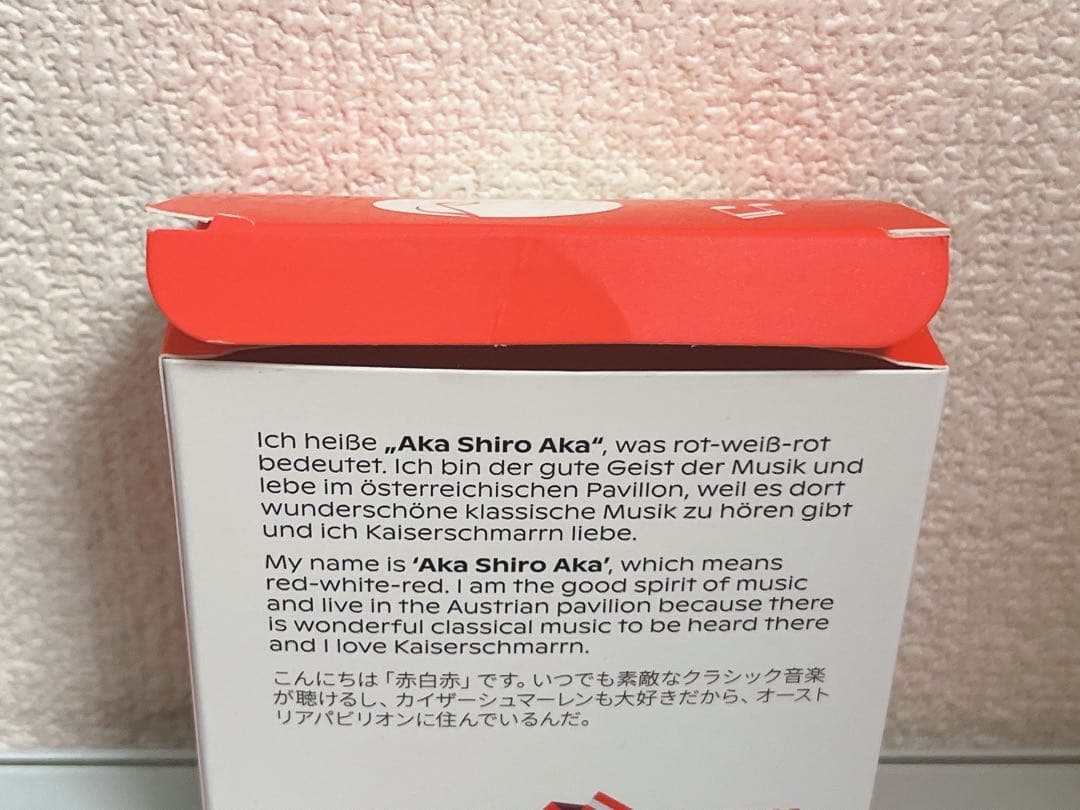 Ich heiße „Aka Shiro Aka“, was rot-weiß-rot
bedeutet. Ich bin der gute Geist der Musik und
lebe im österreichischen Pavillon, weil es dort
wunderschöne klassische Musik zu hören gibt
und ich Kaiserschmarrn liebe.
My name is ‘Aka Shiro Aka’, which means
red-white-red. I am the good spirit of music
and live in the Austrian pavilion because there
is wonderful classical music to be heard there
and I love Kaiserschmarrn.
こんにちは「赤白赤」です。いつでも素敵なクラシック音楽
が聴けるし、カイザーシュマーレンも大好きだから、オースト
リアパビリオンに住んでいるんだ。